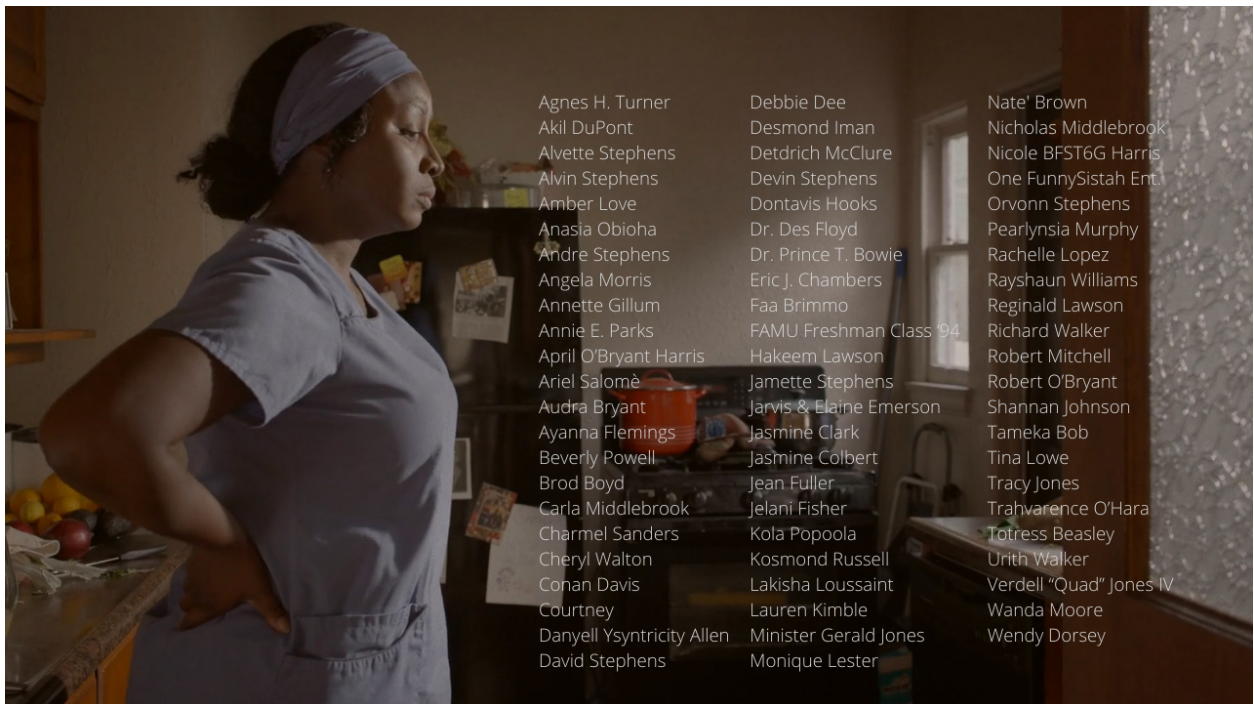 Agnes H. Turner
Akil DuPont
Alvette Stephens
Alvin Stephens
Amber Love
Anasia Obioha
Andre Stephens
Angela Morris
Annette Gillum
Annie E. Parks
April O’Bryant Harris
Ariel Salomè
Audra Bryant
Ayanna Flemings
Beverly Powell
Brod Boyd
Carla Middlebrook
Charmel Sanders
Cheryl Walton
Conan Davis
Courtney
Danyell Ysyntricity Allen
David Stephens
Debbie Dee
Desmond Iman
Detdrich McClure
Devin Stephens
Dontavis Hooks
Dr. Des Floyd
Dr. Prince T. Bowie
Eric J. Chambers
Faa Brimmo
FAMU Freshman Class ’94
Hakeem Lawson
Jamette Stephens
Jarvis & Elaine Emerson
Jasmine Clark
Jasmine Colbert
Jean Fuller
Jelani Fisher
Kola Popoola
Kosmond Russell
Lakisha Loussaint
Lauren Kimble
Minister Gerald Jones
Monique Lester
Nate' Brown
Nicholas Middlebrook
Nicole BFST6G Harris
One FunnySistah Ent.
Orvonn Stephens
Pearlynsia Murphy
Rachelle Lopez
Rayshaun Williams
Reginald Lawson
Richard Walker
Robert Mitchell
Robert O’Bryant
Shannan Johnson
Tameka Bob
Tina Lowe
Tracy Jones
Trahvarence O’Hara
Totress Beasley
Urith Walker
Verdell “Quad” Jones IV
Wanda Moore
Wendy Dorsey